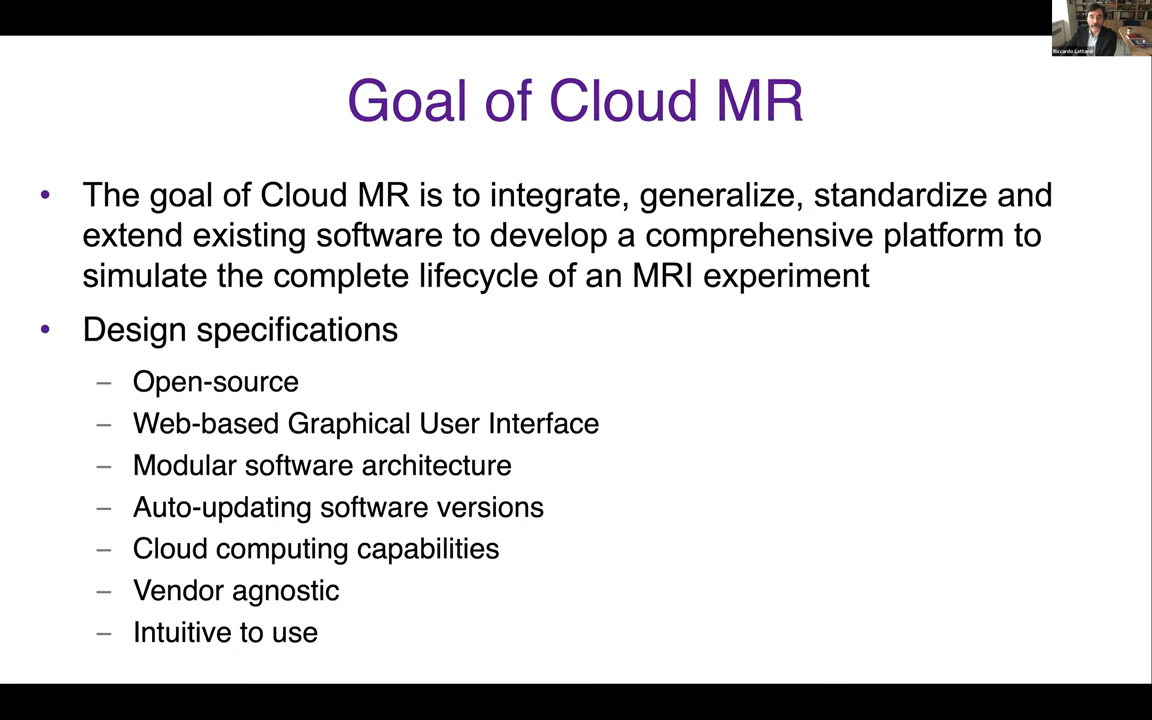 Riccardo Lattanzi
Goal of Cloud MR
• The goal of Cloud MR is to integrate, generalize, standardize and
extend existing software to develop a comprehensive platform to
simulate the complete lifecycle of an MRI experiment
• Design specifications
– Open-source
– Web-based Graphical User Interface
– Modular software architecture
– Auto-updating software versions
– Cloud computing capabilities
– Vendor agnostic
– Intuitive to use